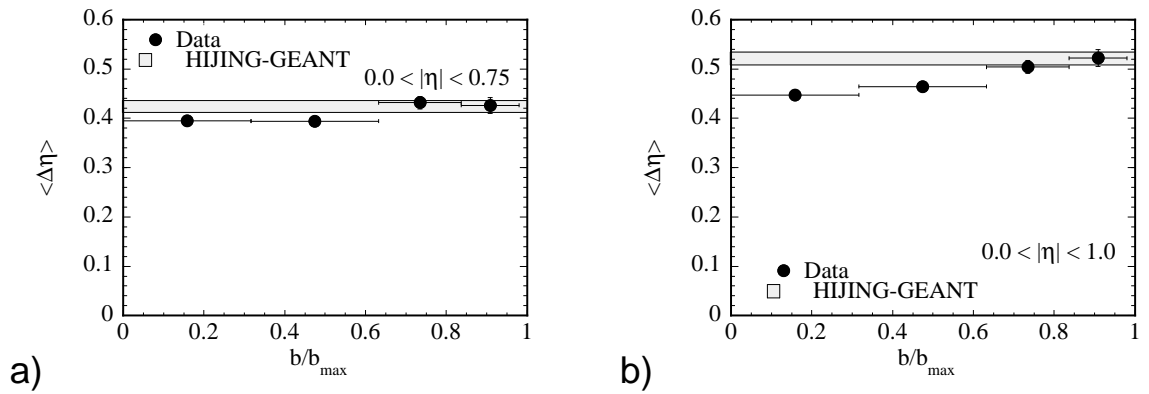 0.6
0.5
0.4
0.3
0.2
0.1
0
<Δη>
Data
HIJING-GEANT
0.0 < |η| < 0.75
0 0.2 0.4 0.6 0.8 1
b/b_max
a)
0.6
0.5
0.4
0.3
0.2
0.1
0
<Δη>
0.0 < |η| < 1.0
Data
HIJING-GEANT
0 0.2 0.4 0.6 0.8 1
b/b_max
b)